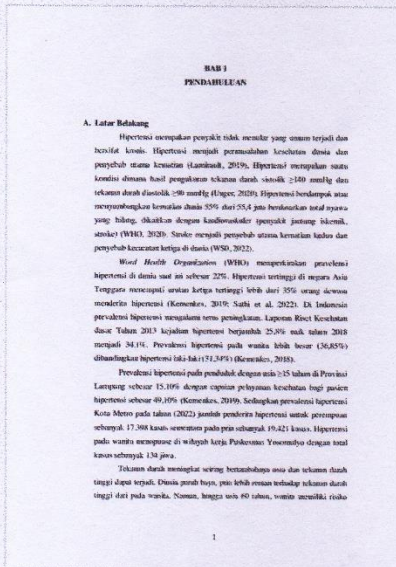 BAB I
PENDAHULUAN
A. Latar Belakang
Hipertensi merupakan penyakit tidak menular yang umum terjadi dan
bersifat kronis. Hipertensi menjadi permasalahan kesehatan dunia dan
penyebab utama kematian (Lamirault, 2019). Hipertensi merupakan suatu
kondisi dimana hasil pengukuran tekanan darah sistolik ≥140 mmHg dan
tekanan darah diastolik ≥90 mmHg (Unger, 2020). Hipertensi berdampak atau
menyumbangkan kematian dunia 55% dari 55,4 juta berdasarkan total nyawa
yang hilang, dikaitkan dengan kardiovaskuler (penyakit jantung iskemik,
stroke) (WHO, 2020). Stroke menjadi penyebab utama kematian kedua dan
penyebab kecacatan ketiga di dunia (WSO, 2022).
Word Health Organization (WHO) memperkirakan prevelensi
hipertensi di dunia saat ini sebesar 22%. Hipertensi tertinggi di negara Asia
Tenggara menempati urutan ketiga tertinggi lebih dari 35% orang dewasa
menderita hipertensi (Kemenkes, 2019; Sathi et al, 2022). Di Indonesia
prevalensi hipertensi mengalami terus peningkatan. Laporan Riset Kesehatan
dasar Tahun 2013 kejadian hipertensi berjumlah 25,8% naik tahun 2018
menjadi 34,1%. Prevalensi hipertensi pada wanita lebih besar (36,85%)
dibandingkan hipertensi laki-laki (31,34%) (Kemenkes, 2018).
Prevalensi hipertensi pada penduduk dengan usia ≥15 tahun di Provinsi
Lampung sebesar 15,10% dengan capaian pelayanan kesehatan bagi pasien
hipertensi sebesar 49,10% (Kemenkes, 2019). Sedangkan prevalensi hipertensi
Kota Metro pada tahun (2022) jumlah penderita hipertensi untuk perempuan
sebanyak 17.398 kasus sementara pada pria sebanyak 19.421 kasus. Hipertensi
pada wanita menopause di wilayah kerja Puskesmas Yosomulyo dengan total
kasus sebanyak 134 jiwa.
Tekanan darah meningkat seiring bertambahnya usia dan tekanan darah
tinggi dapat terjadi. Diusia paruh baya, pria lebih rentan terhadap tekanan darah
tinggi dari pada wanita. Namun, hingga usia 60 tahun, wanita memiliki risiko
1